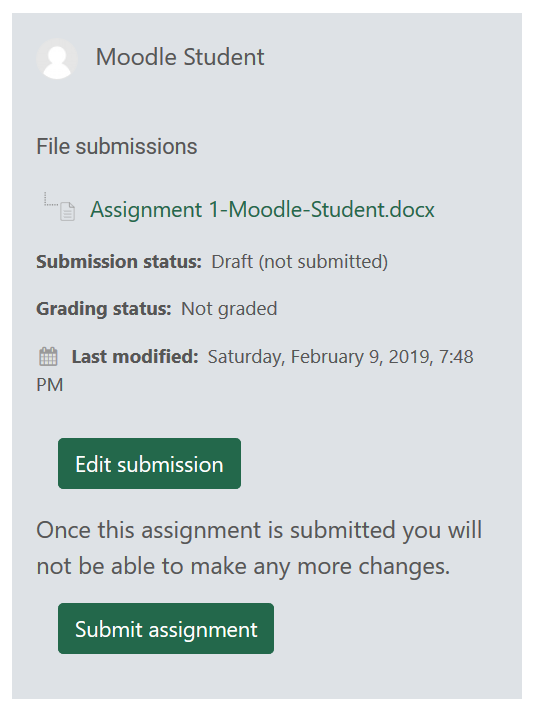 Moodle Student
File submissions
Assignment 1-Moodle-Student.docx
Submission status: Draft (not submitted)
Grading status: Not graded
Last modified: Saturday, February 9, 2019, 7:48
PM
Edit submission
Once this assignment is submitted you will
not be able to make any more changes.
Submit assignment